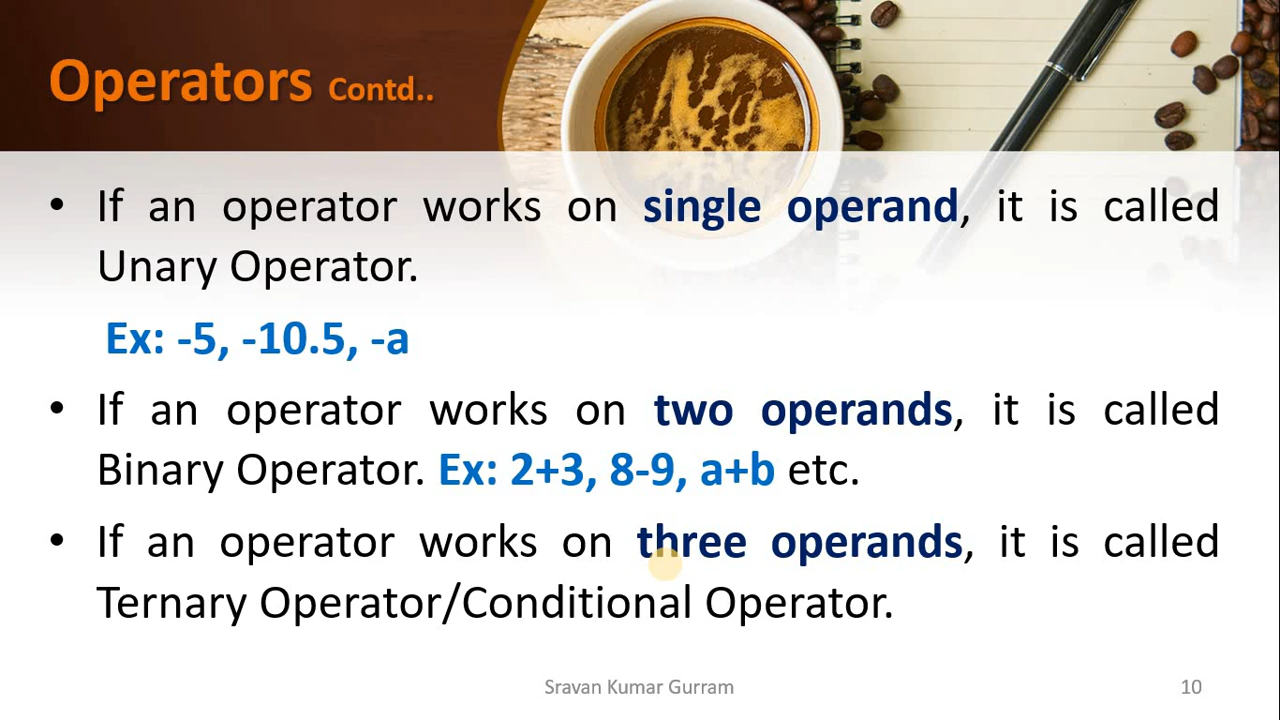 Operators Contd..
• If an operator works on single operand, it is called
Unary Operator.
Ex: -5, -10.5, -a
• If an operator works on two operands, it is called
Binary Operator. Ex: 2+3, 8-9, a+b etc.
• If an operator works on three operands, it is called
Ternary Operator/Conditional Operator.
Sravan Kumar Gurram
10